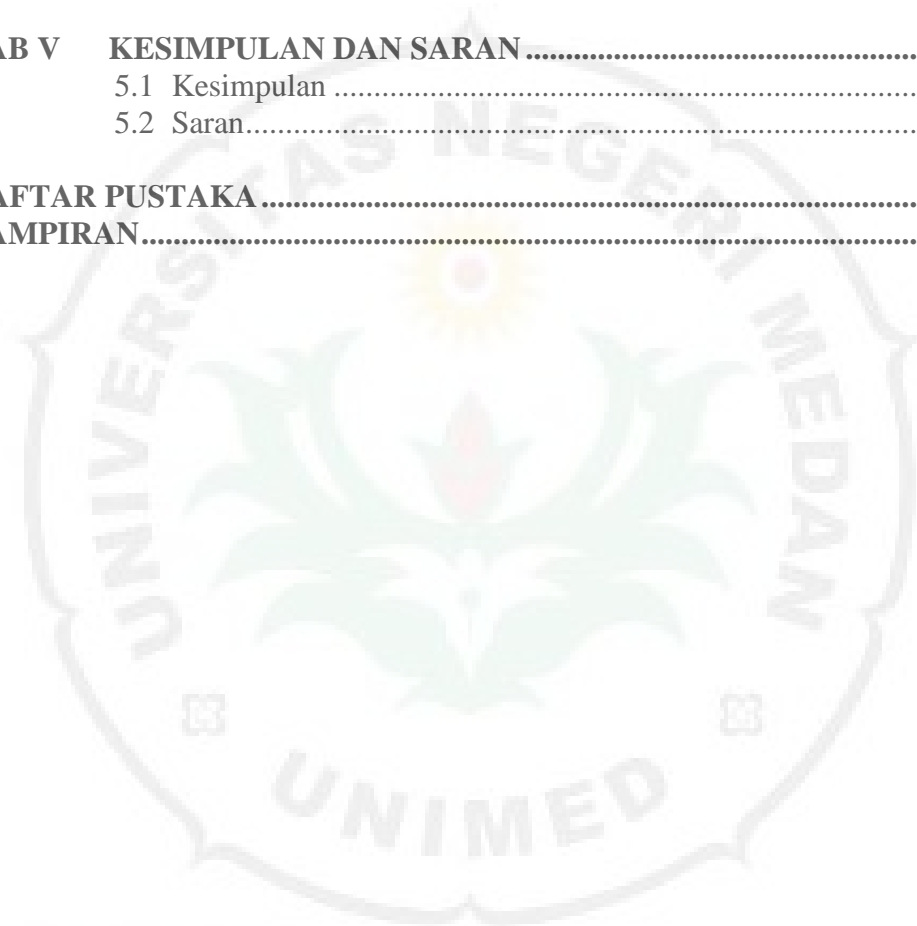 AB V KESIMPULAN DAN SARAN ................................................
5.1 Kesimpulan ........................................................................
5.2 Saran...................................................................................
AFTAR PUSTAKA..................................................................................
AMPIRAN................................................................................................
UNIVERSITAS NEGERI MEDAN
UNIMED